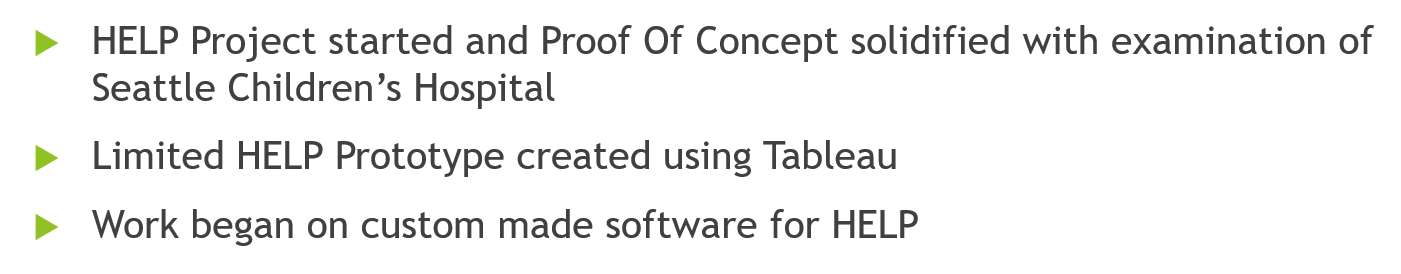 HELP Project started and Proof Of Concept solidified with examination of
Seattle Children’s Hospital
Limited HELP Prototype created using Tableau
Work began on custom made software for HELP